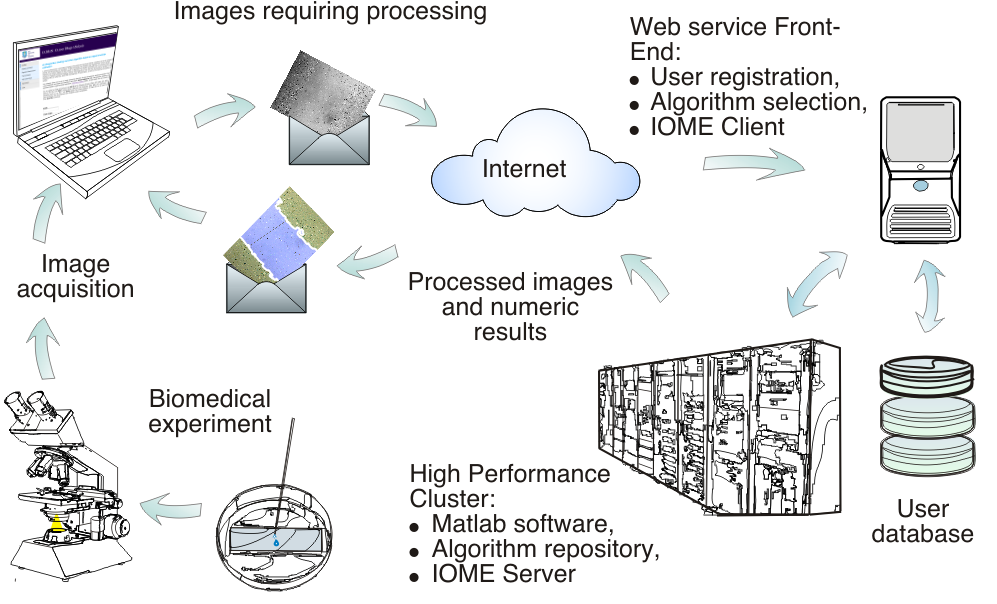 Images requiring processing
Web service Front-
End:
● User registration,
● Algorithm selection,
● IOME Client
Internet
Image
acquisition
Processed images
and numeric
results
Biomedical
experiment
High Performance
Cluster:
● Matlab software,
● Algorithm repository,
● IOME Server
User
database